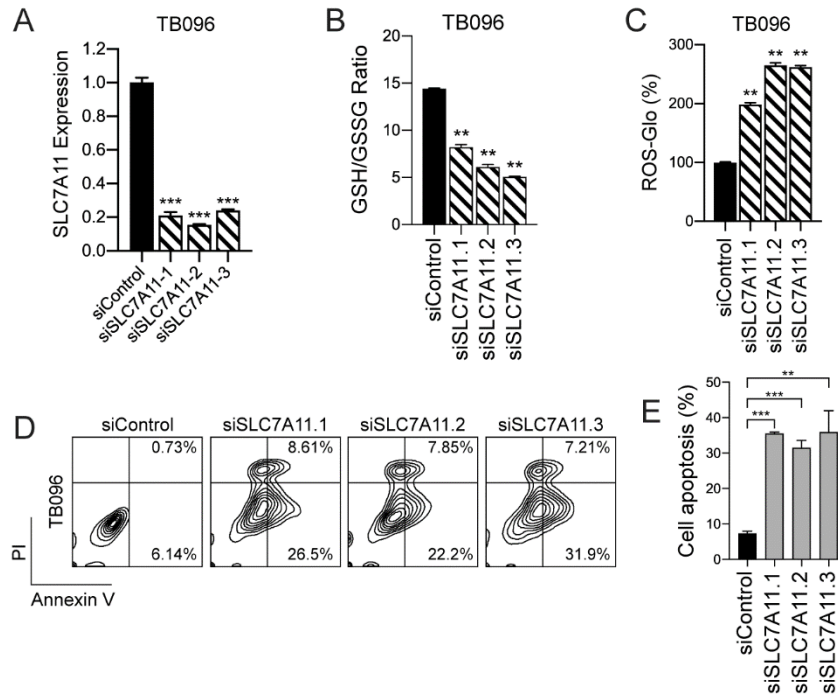 A
TB096
SLC7A11 Expression
1.2
1.0
0.8
0.6
0.4
0.2
0.0
***
***
***
siControl
siSLC7A11-1
siSLC7A11-2
siSLC7A11-3
B
TB096
GSH/GSSG Ratio
20
15
10
5
0
**
**
**
siControl
siSLC7A11.1
siSLC7A11.2
siSLC7A11.3
C
TB096
ROS-Glo (%)
300
200
100
0
**
**
**
siControl
siSLC7A11.1
siSLC7A11.2
siSLC7A11.3
D
siControl
siSLC7A11.1
siSLC7A11.2
siSLC7A11.3
TB096
0.73%
8.61%
7.85%
7.21%
6.14%
26.5%
22.2%
31.9%
PI
Annexin V
E
Cell apoptosis (%)
50
40
30
20
10
0
**
***
***
siControl
siSLC7A11.1
siSLC7A11.2
siSLC7A11.3